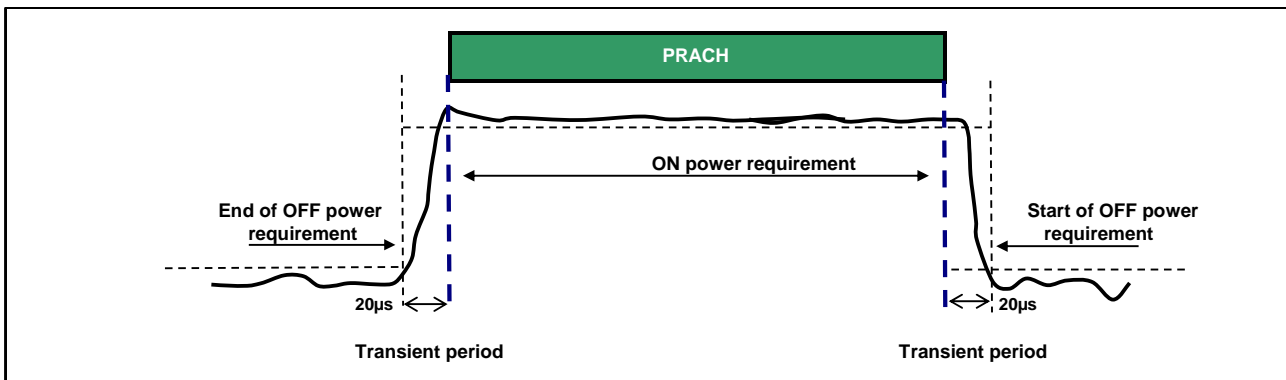 PRACH
ON power requirement
End of OFF power
requirement
Start of OFF power
requirement
20µs
20µs
Transient period
Transient period